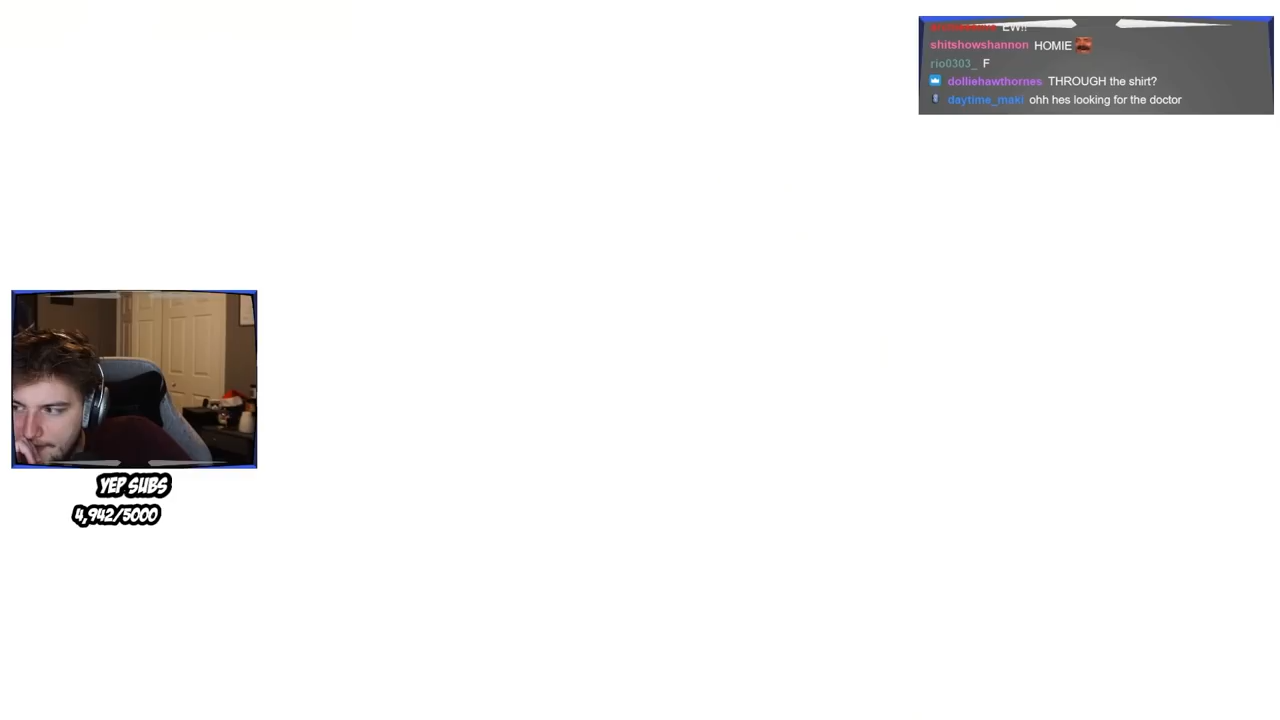 EW!!
shitshowshannon HOMIE
rio0303_ F
dolliehawthornes THROUGH the shirt?
daytime_maki ohh hes looking for the doctor
YEP SUBS
4,942/5000